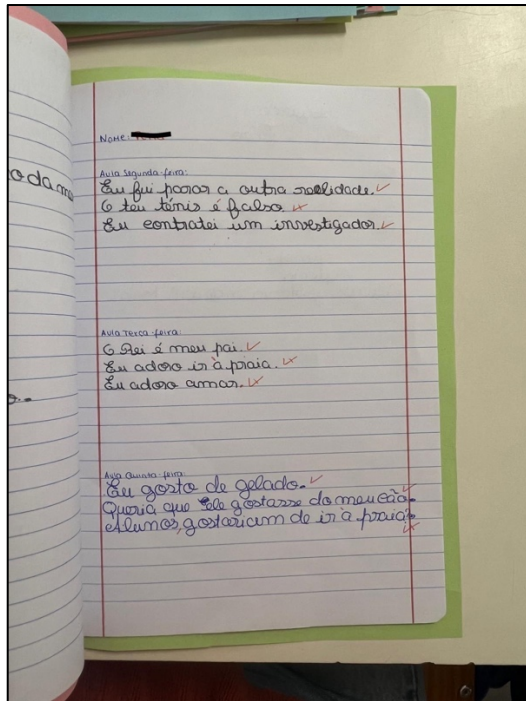 odamo
o..
Nome:
Aula Segunda-feira:
Eu fui parar a outra realidade.
O teu ténis é falso.
Eu contratei um investigador.
Aula Terça-feira:
O Rei é meu pai.
Eu adoro ir à praia.
Eu adoro amar.
Aula Quinta-feira:
Eu gosto de gelado.
Queria que ele gostasse do meu cão.
Alunos, gostariam de ir à praia?